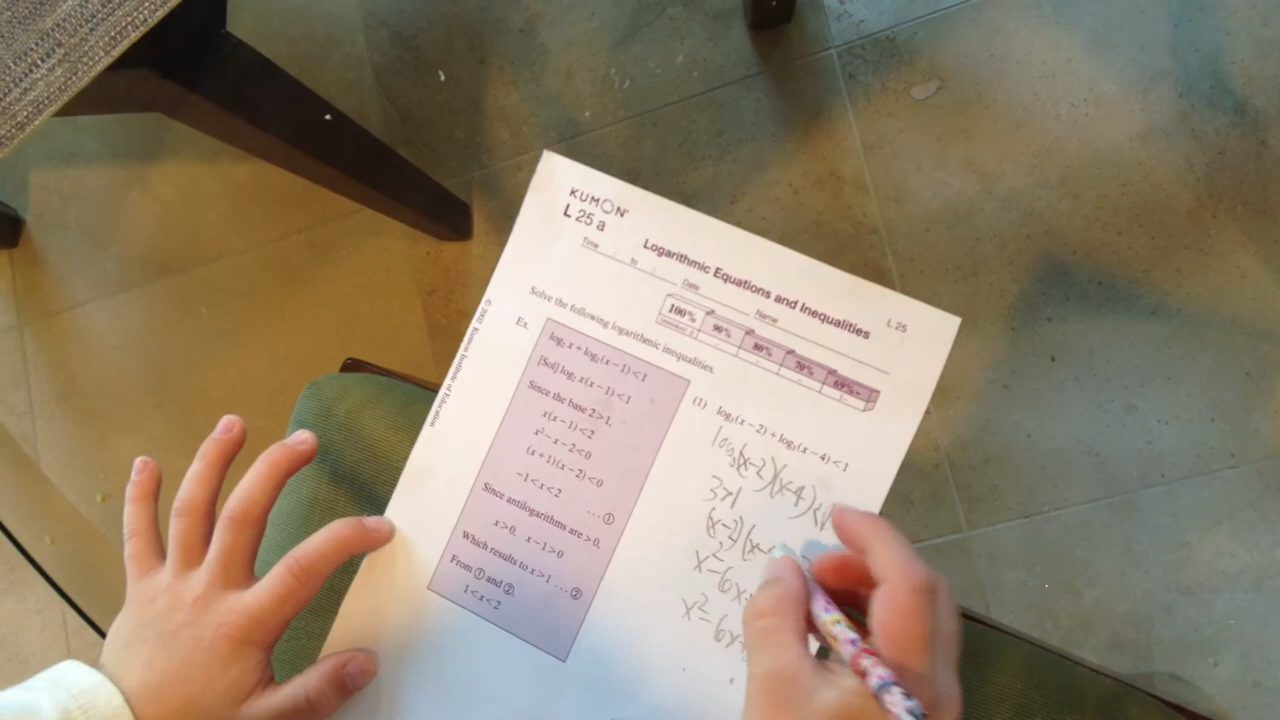 KUMON
L 25 a
Logarithmic Equations and Inequalities
L 25
Time to Date Name
100% 90% 80% 70% 69%~
Solve the following logarithmic inequalities.
Ex.
log₂ x + log₂(x − 1) < 1
[Sol] log₂ x(x − 1) < 1
Since the base 2 > 1,
x(x − 1) < 2
x² − x − 2 < 0
(x + 1)(x − 2) < 0
−1 < x < 2 …①
Since antilogarithms are > 0,
x > 0, x − 1 > 0
Which results to x > 1 …②
From ① and ②,
1 < x < 2
(1) log₃(x − 2) + log₃(x − 4) < 1
log₃(x-2)(x-4)<1
3>1
(x-2)(x-
x²-6x
x²-6x
© 2002 Kumon Institute of Education